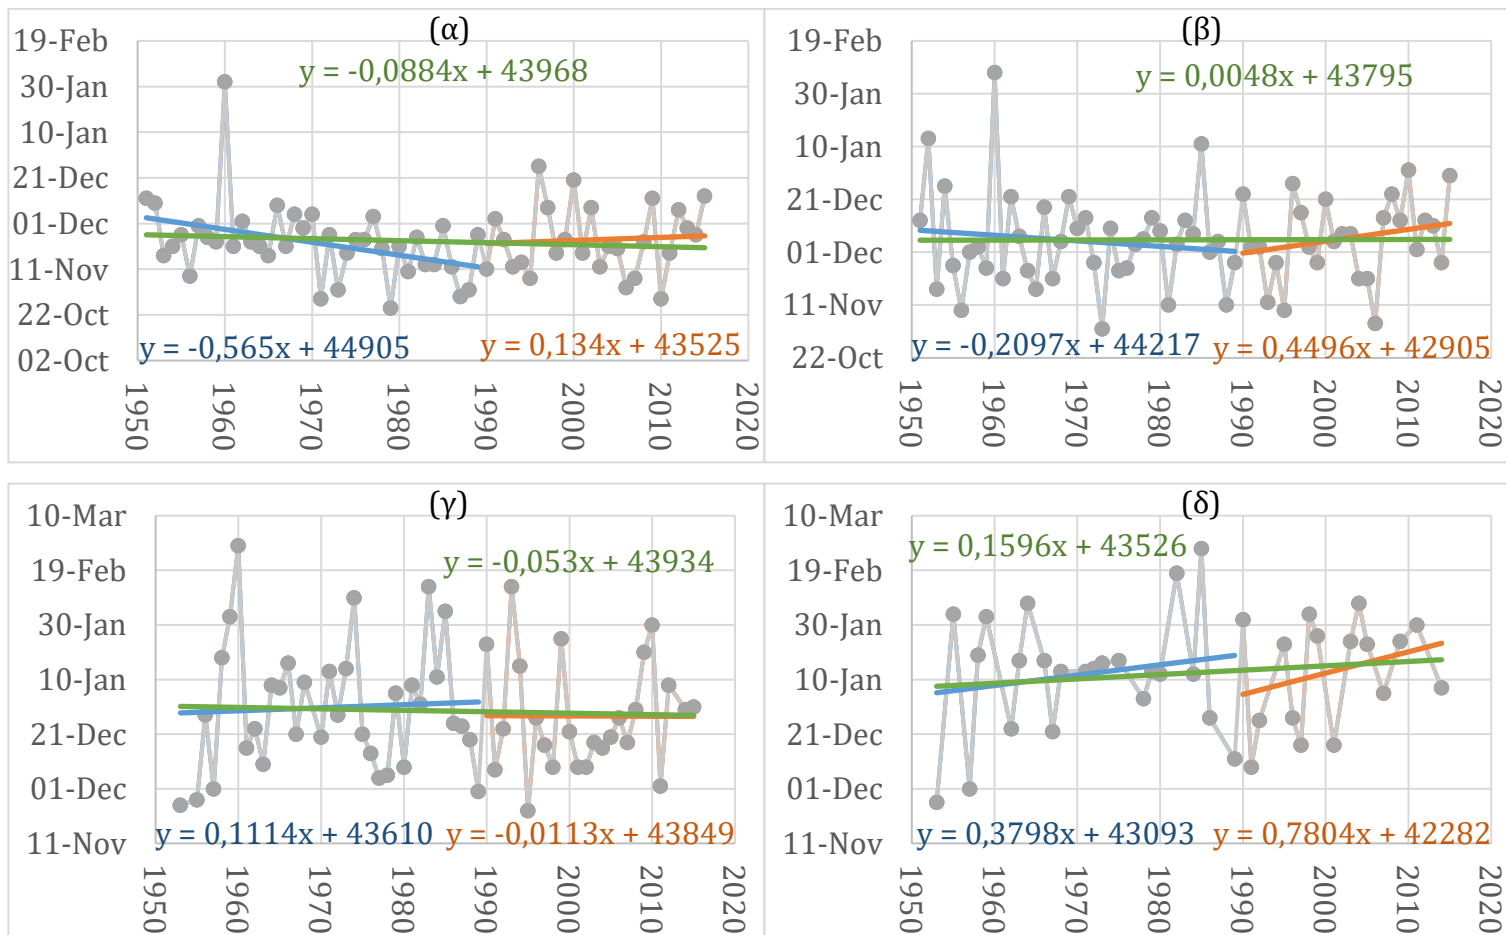 (α)
19-Feb
30-Jan
10-Jan
21-Dec
01-Dec
11-Nov
22-Oct
02-Oct
y = -0,0884x + 43968
y = -0,565x + 44905
y = 0,134x + 43525
1950
1960
1970
1980
1990
2000
2010
2020
(β)
19-Feb
30-Jan
10-Jan
21-Dec
01-Dec
11-Nov
22-Oct
y = 0,0048x + 43795
y = -0,2097x + 44217
y = 0,4496x + 42905
1950
1960
1970
1980
1990
2000
2010
2020
(γ)
10-Mar
19-Feb
30-Jan
10-Jan
21-Dec
01-Dec
11-Nov
y = -0,053x + 43934
y = 0,1114x + 43610
y = -0,0113x + 43849
1950
1960
1970
1980
1990
2000
2010
2020
(δ)
10-Mar
19-Feb
30-Jan
10-Jan
21-Dec
01-Dec
11-Nov
y = 0,1596x + 43526
y = 0,3798x + 43093
y = 0,7804x + 42282
1950
1960
1970
1980
1990
2000
2010
2020